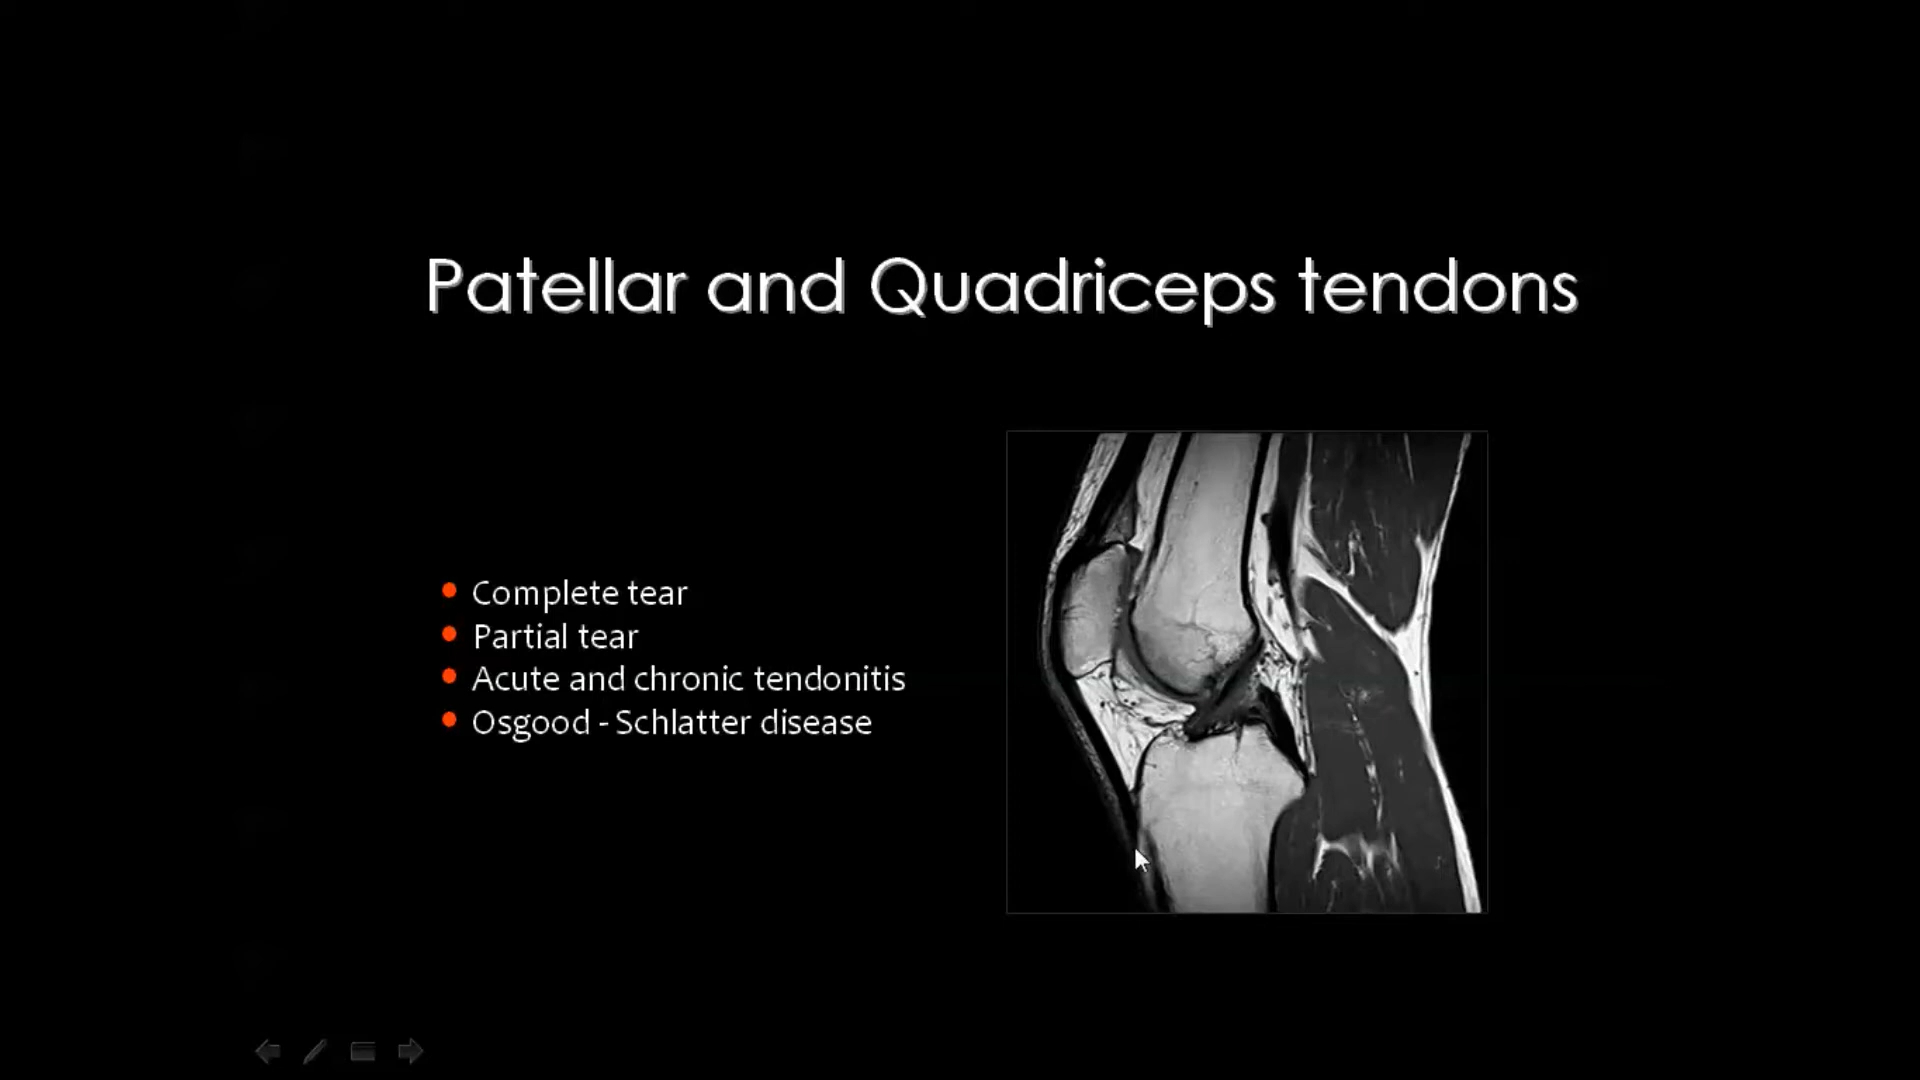 Patellar and Quadriceps tendons
Complete tear
Partial tear
Acute and chronic tendonitis
Osgood - Schlatter disease